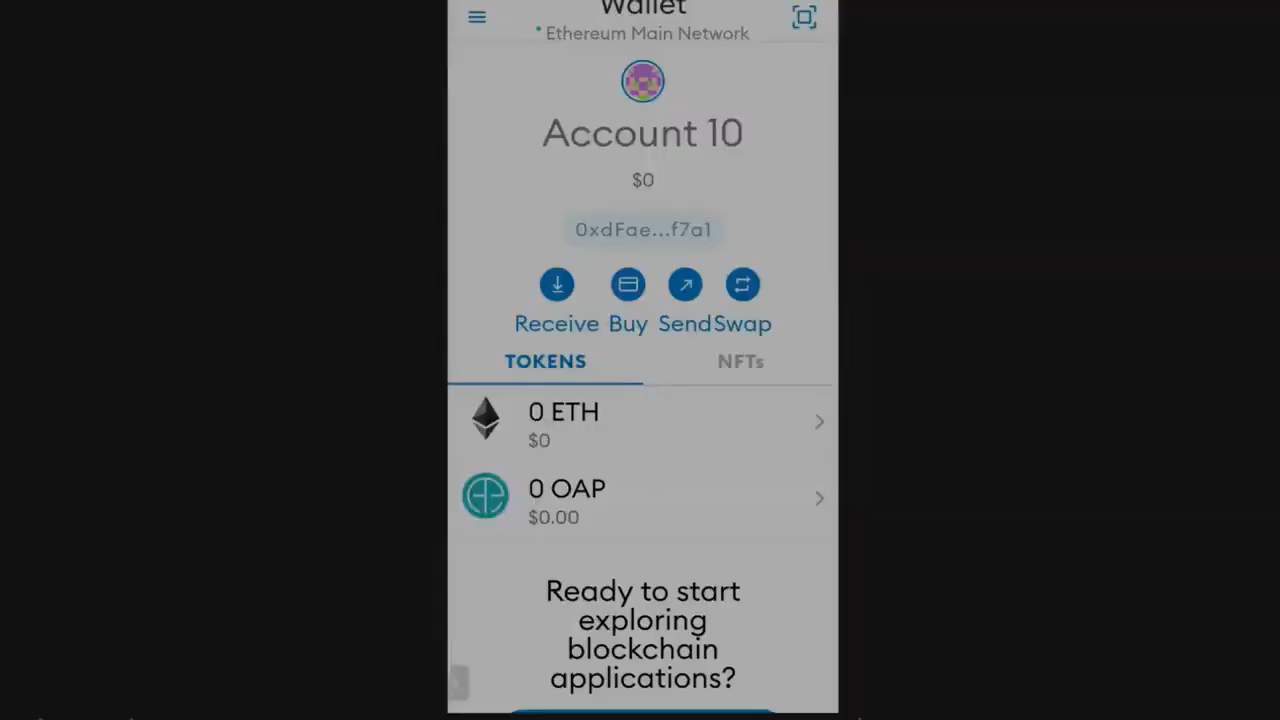 Wallet
Ethereum Main Network
Account 10
$0
0xdFae...f7a1
Receive Buy Send Swap
TOKENS NFTs
0 ETH
$0
0 OAP
$0.00
Ready to start
exploring
blockchain
applications?